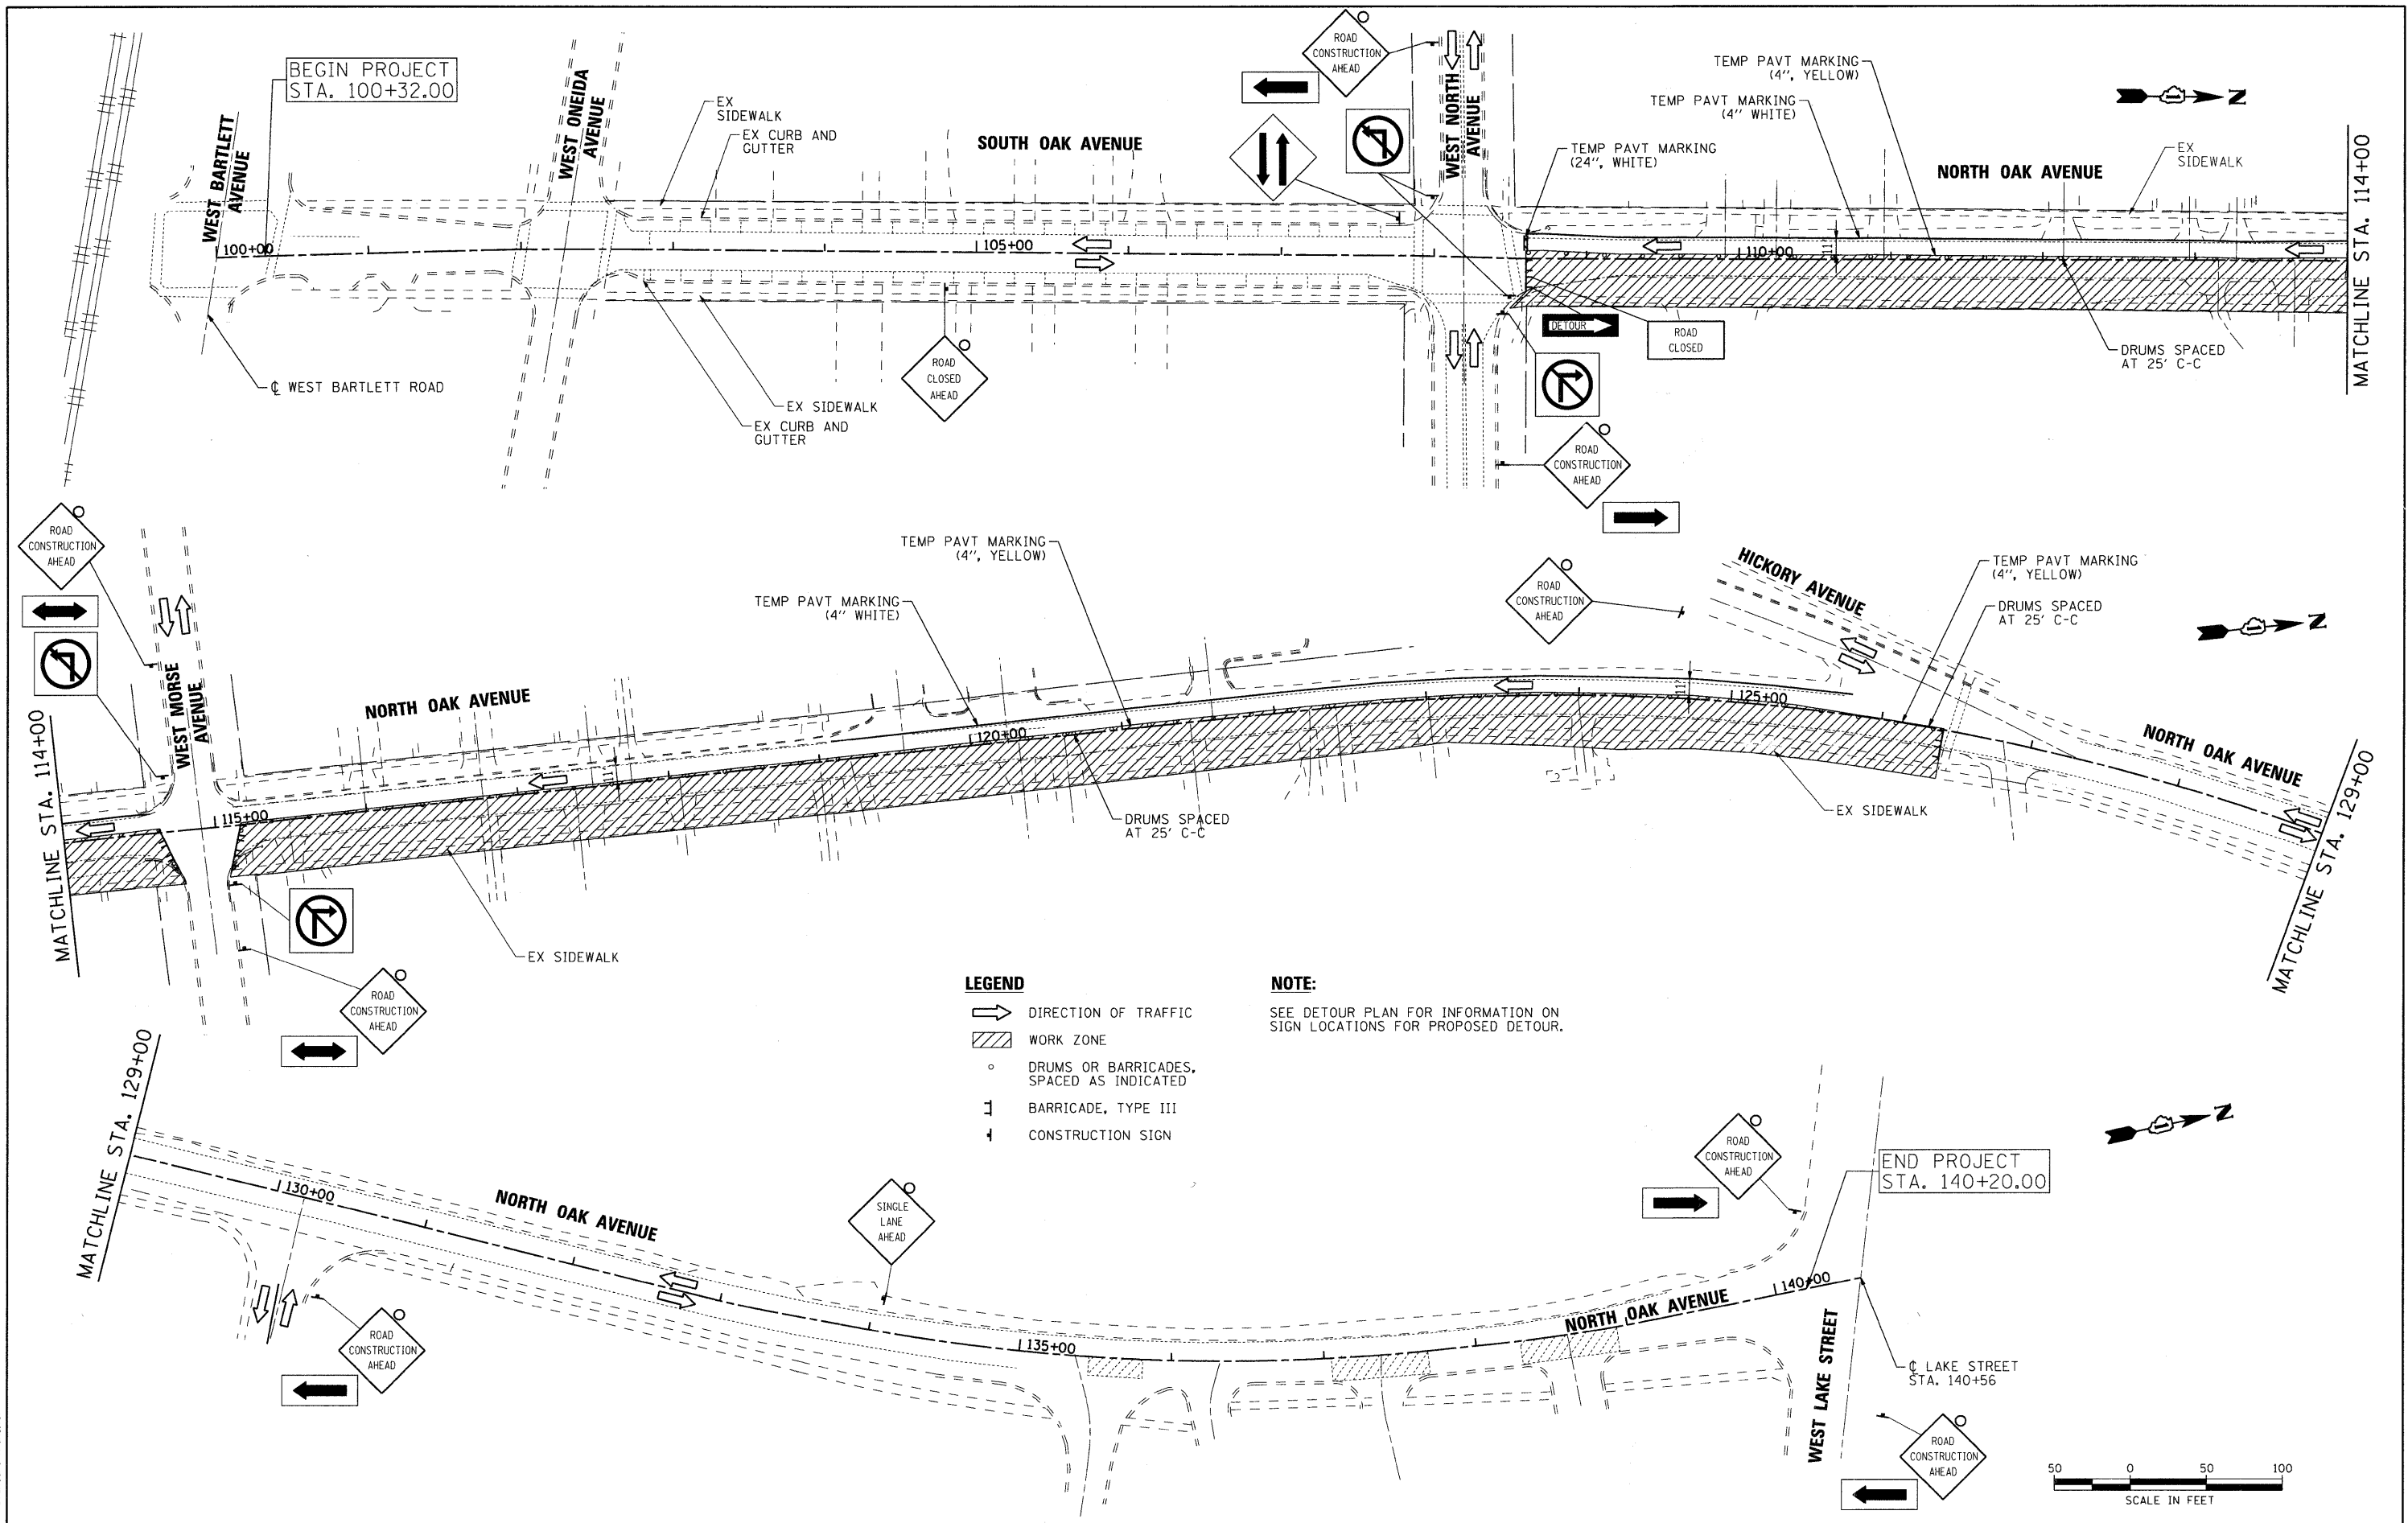 BEGIN PROJECT
STA. 100+32.00
WEST BARTLETT
AVENUE
WEST ONEIDA
AVENUE
EX
SIDEWALK
EX CURB AND
GUTTER
SOUTH OAK AVENUE
ROAD
CONSTRUCTION
AHEAD
WEST NORTH
AVENUE
TEMP PAVT MARKING
(4", YELLOW)
TEMP PAVT MARKING
(4" WHITE)
TEMP PAVT MARKING
(24", WHITE)
NORTH OAK AVENUE
EX
SIDEWALK
N
MATCHLINE STA. 114+00
100+00
105+00
110+00
11'
DETOUR
ROAD
CLOSED
DRUMS SPACED
AT 25' C-C
℄ WEST BARTLETT ROAD
ROAD
CLOSED
AHEAD
EX SIDEWALK
EX CURB AND
GUTTER
ROAD
CONSTRUCTION
AHEAD
ROAD
CONSTRUCTION
AHEAD
WEST MORSE
AVENUE
MATCHLINE STA. 114+00
NORTH OAK AVENUE
TEMP PAVT MARKING
(4", YELLOW)
TEMP PAVT MARKING
(4" WHITE)
ROAD
CONSTRUCTION
AHEAD
HICKORY AVENUE
TEMP PAVT MARKING
(4", YELLOW)
DRUMS SPACED
AT 25' C-C
N
NORTH OAK AVENUE
MATCHLINE STA. 129+00
115+00
11'
120+00
11'
125+00
DRUMS SPACED
AT 25' C-C
EX SIDEWALK
EX SIDEWALK
ROAD
CONSTRUCTION
AHEAD
LEGEND
DIRECTION OF TRAFFIC
WORK ZONE
DRUMS OR BARRICADES,
SPACED AS INDICATED
BARRICADE, TYPE III
CONSTRUCTION SIGN
NOTE:
SEE DETOUR PLAN FOR INFORMATION ON
SIGN LOCATIONS FOR PROPOSED DETOUR.
MATCHLINE STA. 129+00
130+00
NORTH OAK AVENUE
SINGLE
LANE
AHEAD
ROAD
CONSTRUCTION
AHEAD
135+00
ROAD
CONSTRUCTION
AHEAD
END PROJECT
STA. 140+20.00
N
140+00
NORTH OAK AVENUE
WEST LAKE STREET
℄ LAKE STREET
STA. 140+56
ROAD
CONSTRUCTION
AHEAD
50 0 50 100
SCALE IN FEET